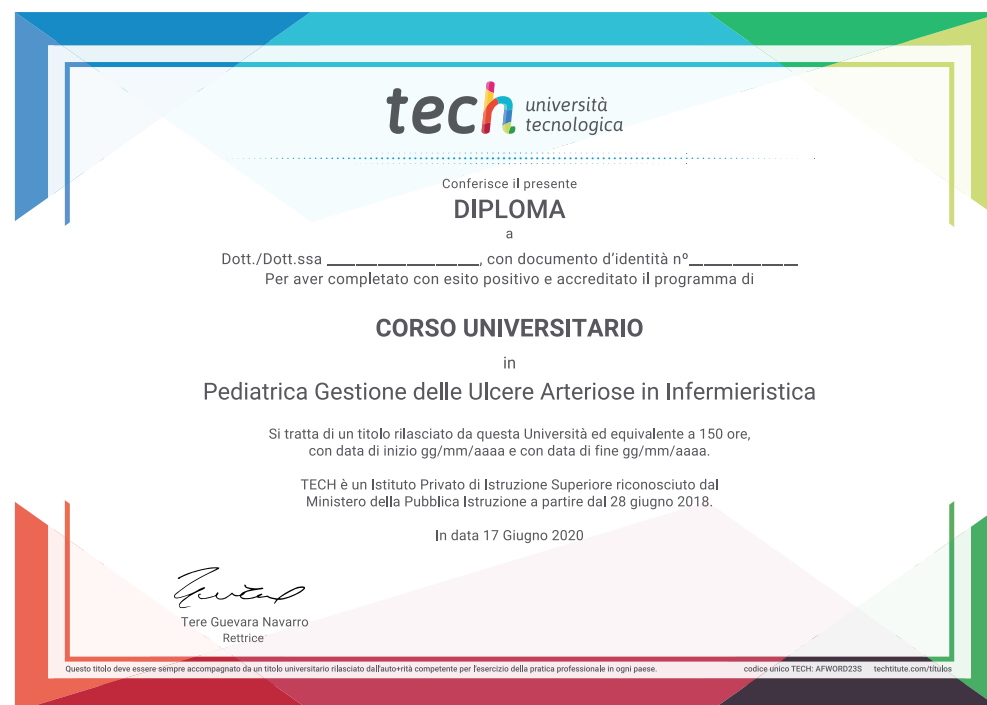 tech università
tecnologica
Conferisce il presente
DIPLOMA
a
Dott./Dott.ssa ____________________, con documento d'identità nº______________
Per aver completato con esito positivo e accreditato il programma di
CORSO UNIVERSITARIO
in
Pediatrica Gestione delle Ulcere Arteriose in Infermieristica
Si tratta di un titolo rilasciato da questa Università ed equivalente a 150 ore,
con data di inizio gg/mm/aaaa e con data di fine gg/mm/aaaa.
TECH è un Istituto Privato di Istruzione Superiore riconosciuto dal
Ministero della Pubblica Istruzione a partire dal 28 giugno 2018.
In data 17 Giugno 2020
Tere Guevara Navarro
Rettrice
Questo titolo deve essere sempre accompagnato da un titolo universitario rilasciato dall'auto+rità competente per l'esercizio della pratica professionale in ogni paese. codice unico TECH: AFWORD23S techtitute.com/titulos